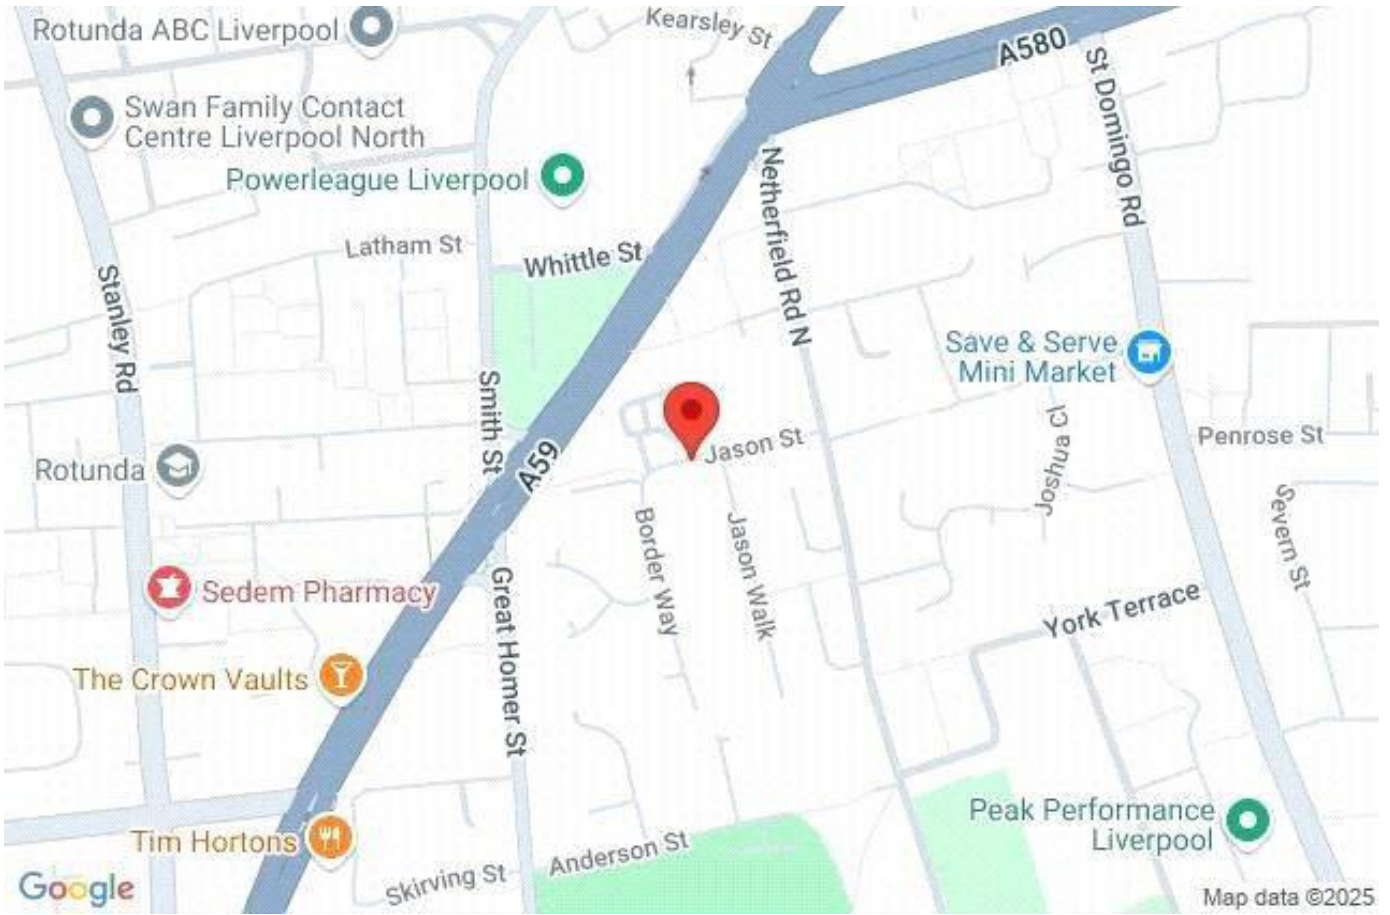 Rotunda ABC Liverpool
Kearsley St
A580
Swan Family Contact
Centre Liverpool North
St Domingo Rd
Powerleague Liverpool
Netherfield Rd N
Latham St
Whittle St
Stanley Rd
Save & Serve
Mini Market
Smith St
Jason St
Penrose St
Joshua Cl
Rotunda
A59
Severn St
Border Way
Jason Walk
Sedem Pharmacy
Great Homer St
York Terrace
The Crown Vaults
Peak Performance
Liverpool
Tim Hortons
Anderson St
Skirving St
Google
Map data ©2025